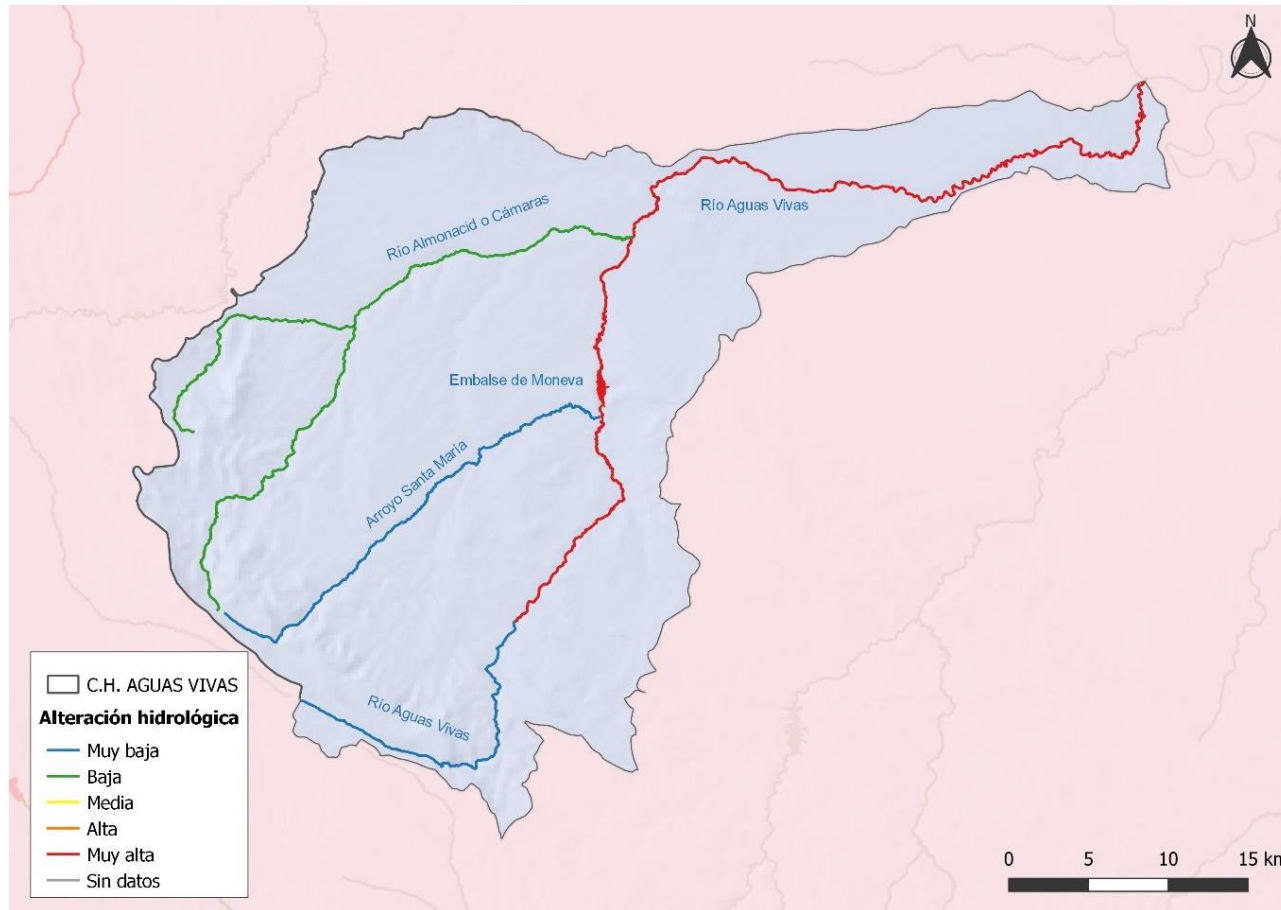 N
Río Almonacid o Cámaras
Río Aguas Vivas
Embalse de Moneva
Arroyo Santa María
Río Aguas Vivas
C.H. AGUAS VIVAS
Alteración hidrológica
Muy baja
Baja
Media
Alta
Muy alta
Sin datos
0 5 10 15 km